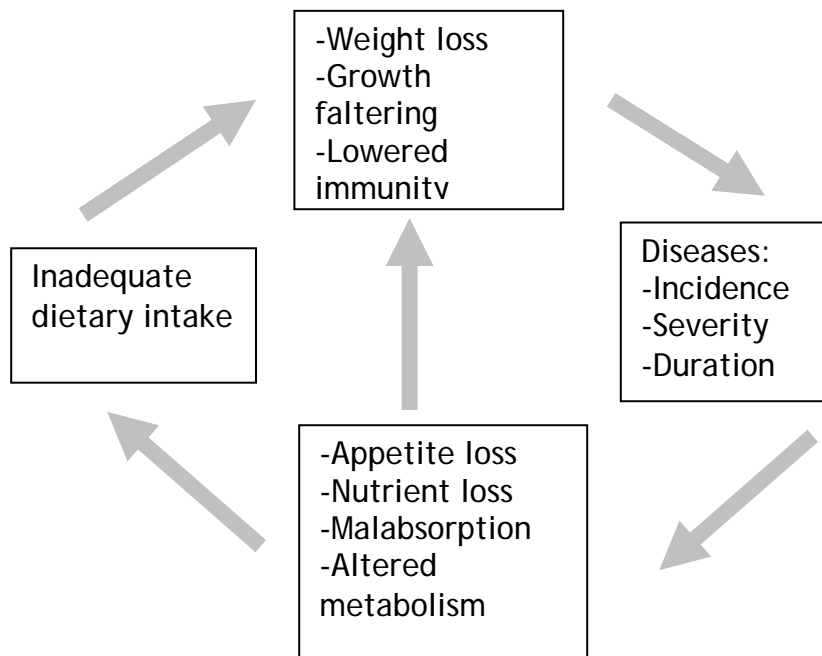 -Weight loss
-Growth
faltering
-Lowered
immunity
Inadequate
dietary intake
Diseases:
-Incidence
-Severity
-Duration
-Appetite loss
-Nutrient loss
-Malabsorption
-Altered
metabolism